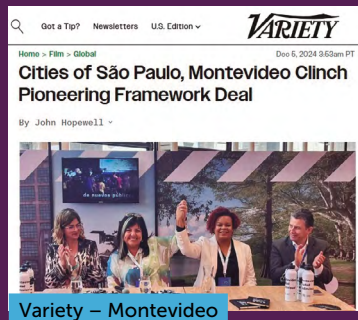 Got a Tip? Newsletters U.S. Edition VARIETY
Home > Film > Global Dec 5, 2024 3:53am PT
Cities of São Paulo, Montevideo Clinch
Pioneering Framework Deal
By John Hopewell
Variety – Montevideo